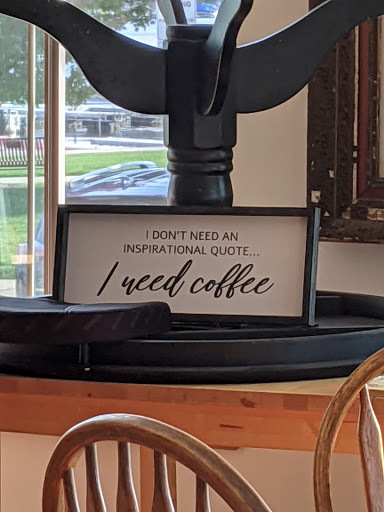 I DON'T NEED AN
INSPIRATIONAL QUOTE...
I need coffee